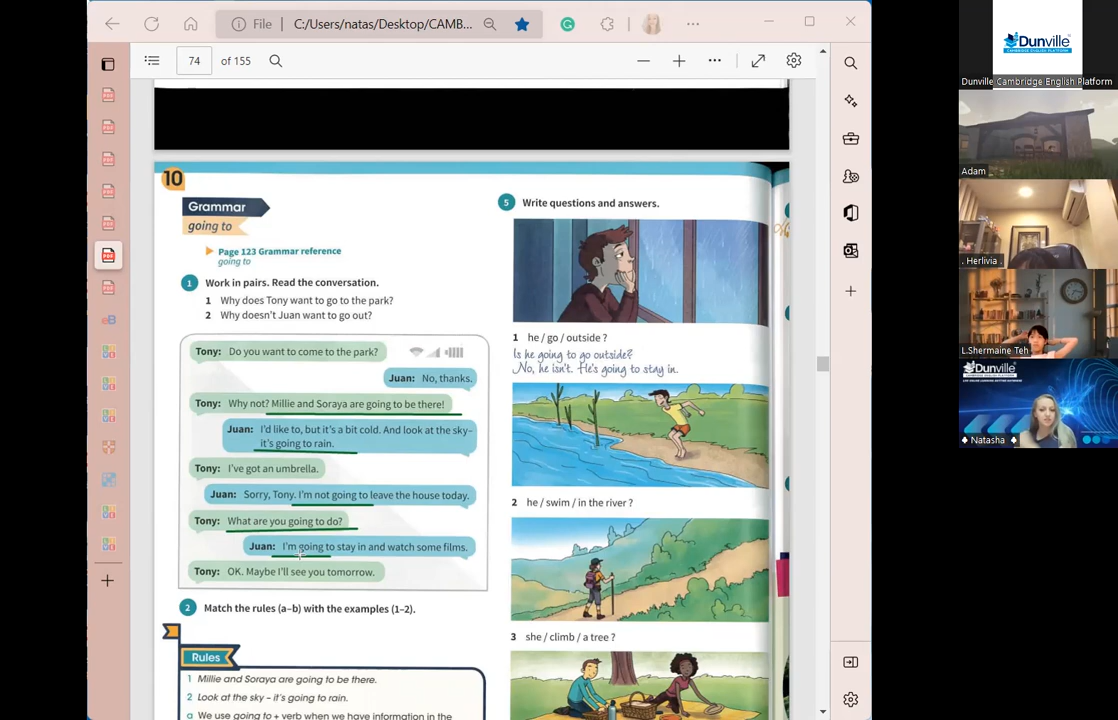 File
C:/Users/natas/Desktop/CAMB...
74
of 155
10
Grammar
going to
Page 123 Grammar reference
going to
1 Work in pairs. Read the conversation.
1 Why does Tony want to go to the park?
2 Why doesn't Juan want to go out?
Tony: Do you want to come to the park?
Juan: No, thanks.
Tony: Why not? Millie and Soraya are going to be there!
Juan: I'd like to, but it's a bit cold. And look at the sky–
it's going to rain.
Tony: I've got an umbrella.
Juan: Sorry, Tony. I'm not going to leave the house today.
Tony: What are you going to do?
Juan: I'm going to stay in and watch some films.
Tony: OK. Maybe I'll see you tomorrow.
2 Match the rules (a–b) with the examples (1–2).
Rules
1 Millie and Soraya are going to be there.
2 Look at the sky – it's going to rain.
a We use going to + verb when we have information in the
5 Write questions and answers.
1 he / go / outside ?
Is he going to go outside?
No, he isn't. He's going to stay in.
2 he / swim / in the river ?
3 she / climb / a tree ?
Dunville
CAMBRIDGE ENGLISH PLATFORM
Dunville Cambridge English Platform
Adam
. Herlivia .
L.Shermaine Teh
Dunville
Natasha